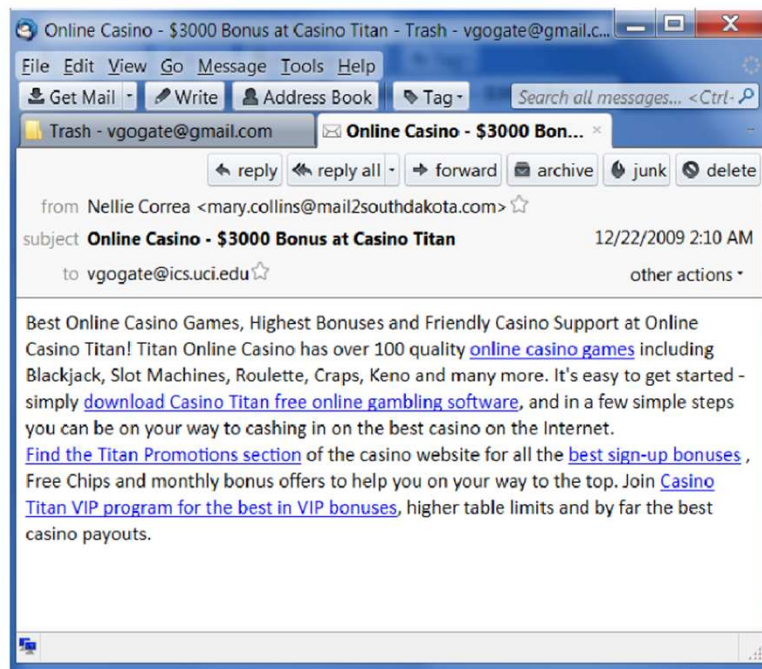 Online Casino - $3000 Bonus at Casino Titan - Trash - vgogate@gmail.c...
File Edit View Go Message Tools Help
Get Mail Write Address Book Tag Search all messages... <Ctrl-
Trash - vgogate@gmail.com Online Casino - $3000 Bon...
reply reply all forward archive junk delete
from Nellie Correa <mary.collins@mail2southdakota.com>
subject Online Casino - $3000 Bonus at Casino Titan 12/22/2009 2:10 AM
to vgogate@ics.uci.edu other actions
Best Online Casino Games, Highest Bonuses and Friendly Casino Support at Online
Casino Titan! Titan Online Casino has over 100 quality online casino games including
Blackjack, Slot Machines, Roulette, Craps, Keno and many more. It's easy to get started -
simply download Casino Titan free online gambling software, and in a few simple steps
you can be on your way to cashing in on the best casino on the Internet.
Find the Titan Promotions section of the casino website for all the best sign-up bonuses ,
Free Chips and monthly bonus offers to help you on your way to the top. Join Casino
Titan VIP program for the best in VIP bonuses, higher table limits and by far the best
casino payouts.